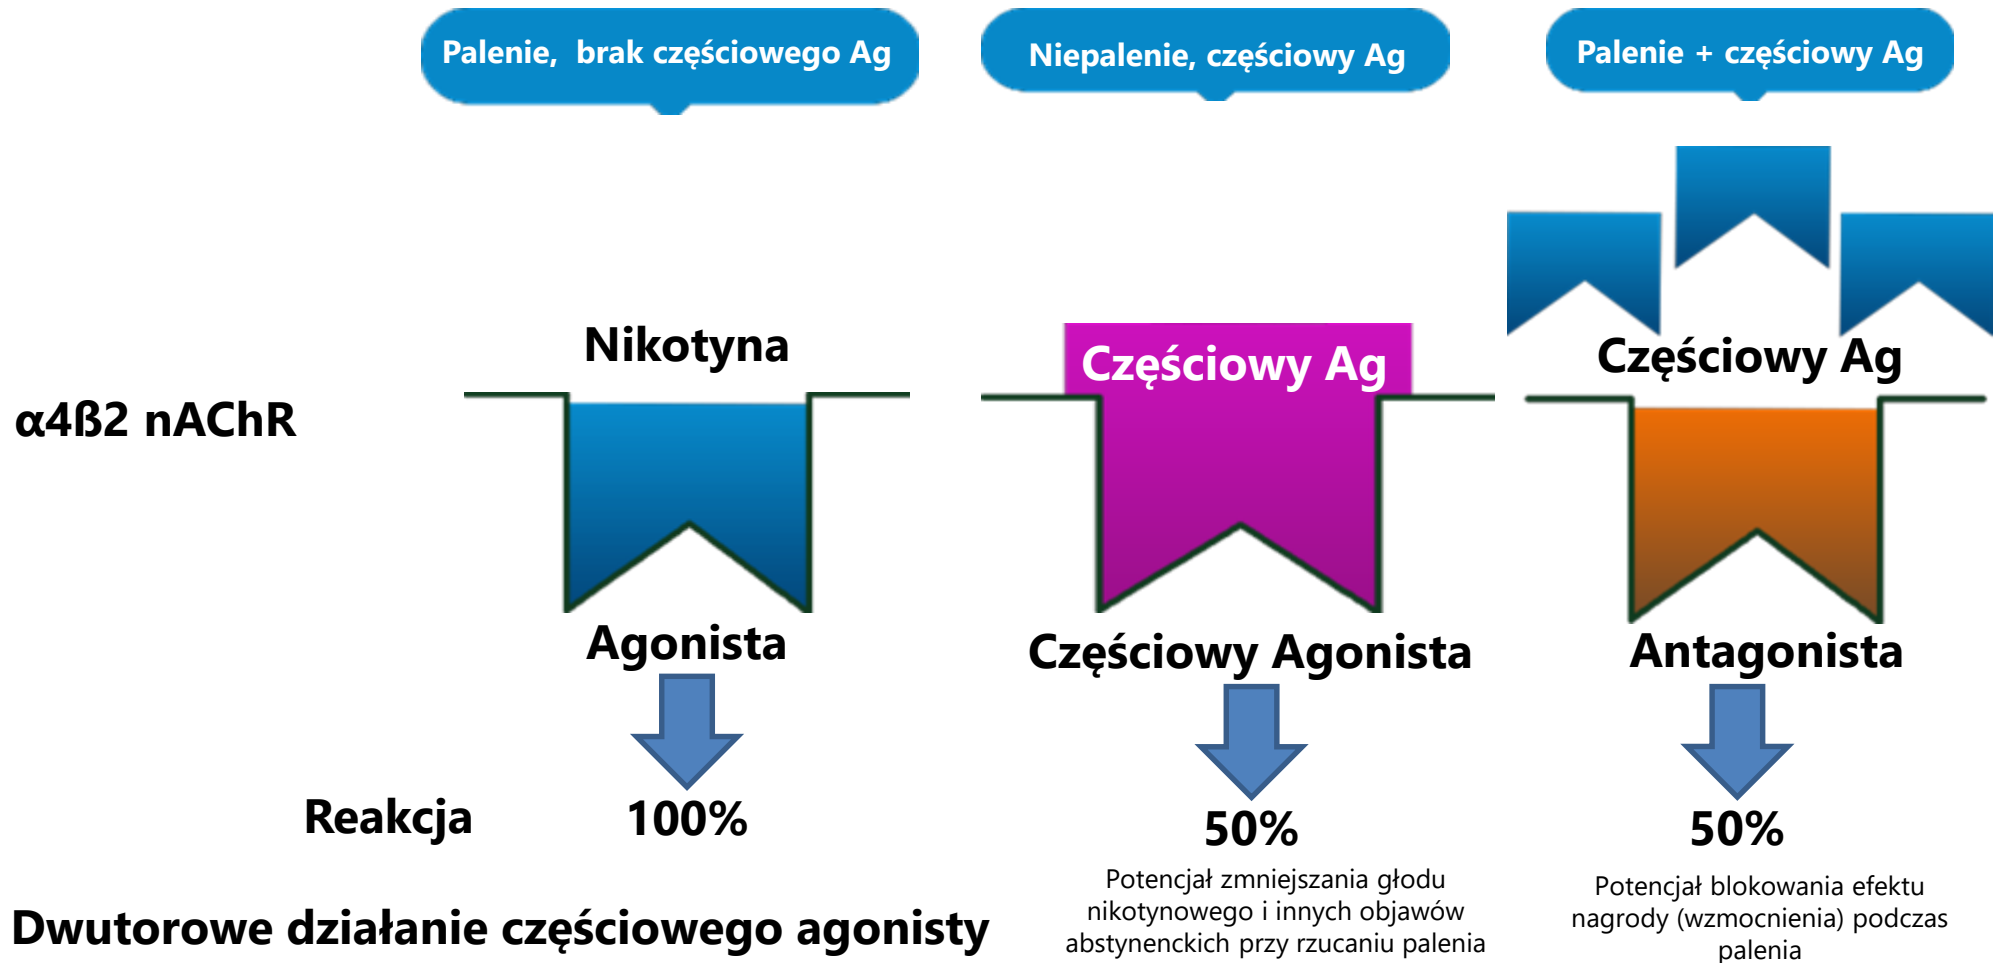 Palenie, brak częściowego Ag
Niepalenie, częściowy Ag
Palenie + częściowy Ag
Nikotyna
Częściowy Ag
Częściowy Ag
α4ß2 nAChR
Agonista
Częściowy Agonista
Antagonista
Reakcja
100%
50%
50%
Potencjał zmniejszania głodu
nikotynowego i innych objawów
abstynenckich przy rzucaniu palenia
Potencjał blokowania efektu
nagrody (wzmocnienia) podczas
palenia
Dwutorowe działanie częściowego agonisty